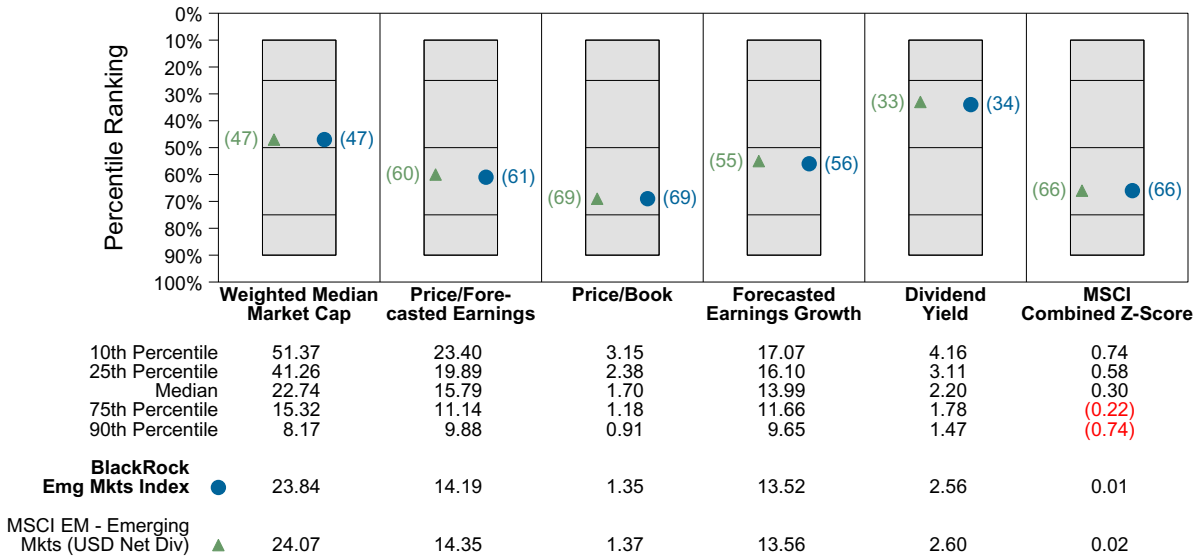 Percentile Ranking
0%
10%
20%
30%
40%
50%
60%
70%
80%
90%
100%
(47) (47)
(60) (61)
(69) (69)
(55) (56)
(33) (34)
(66) (66)
Weighted Median
Market Cap
Price/Fore-
casted Earnings
Price/Book
Forecasted
Earnings Growth
Dividend
Yield
MSCI
Combined Z-Score
10th Percentile 51.37 23.40 3.15 17.07 4.16 0.74
25th Percentile 41.26 19.89 2.38 16.10 3.11 0.58
Median 22.74 15.79 1.70 13.99 2.20 0.30
75th Percentile 15.32 11.14 1.18 11.66 1.78 (0.22)
90th Percentile 8.17 9.88 0.91 9.65 1.47 (0.74)
BlackRock
Emg Mkts Index 23.84 14.19 1.35 13.52 2.56 0.01
MSCI EM - Emerging
Mkts (USD Net Div) 24.07 14.35 1.37 13.56 2.60 0.02